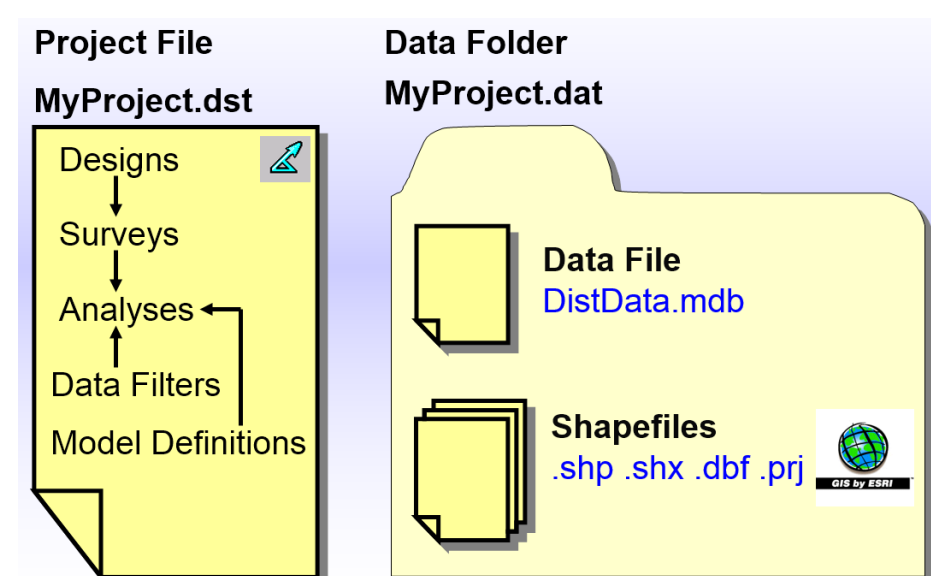 Project File
MyProject.dst
Designs
Surveys
Analyses
Data Filters
Model Definitions
Data Folder
MyProject.dat
Data File
DistData.mdb
Shapefiles
.shp .shx .dbf .prj
GIS by ESRI